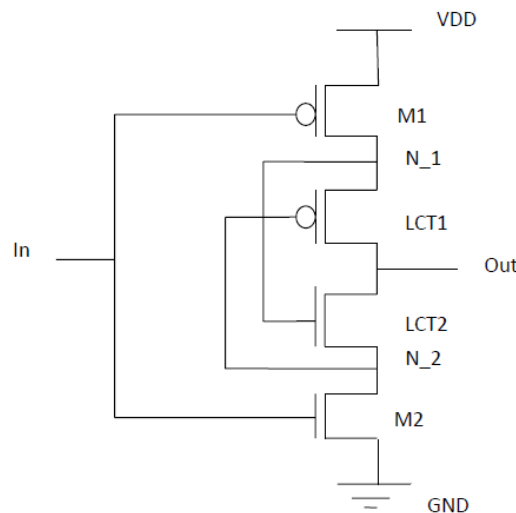 VDD
M1
N_1
LCT1
In
Out
LCT2
N_2
M2
GND